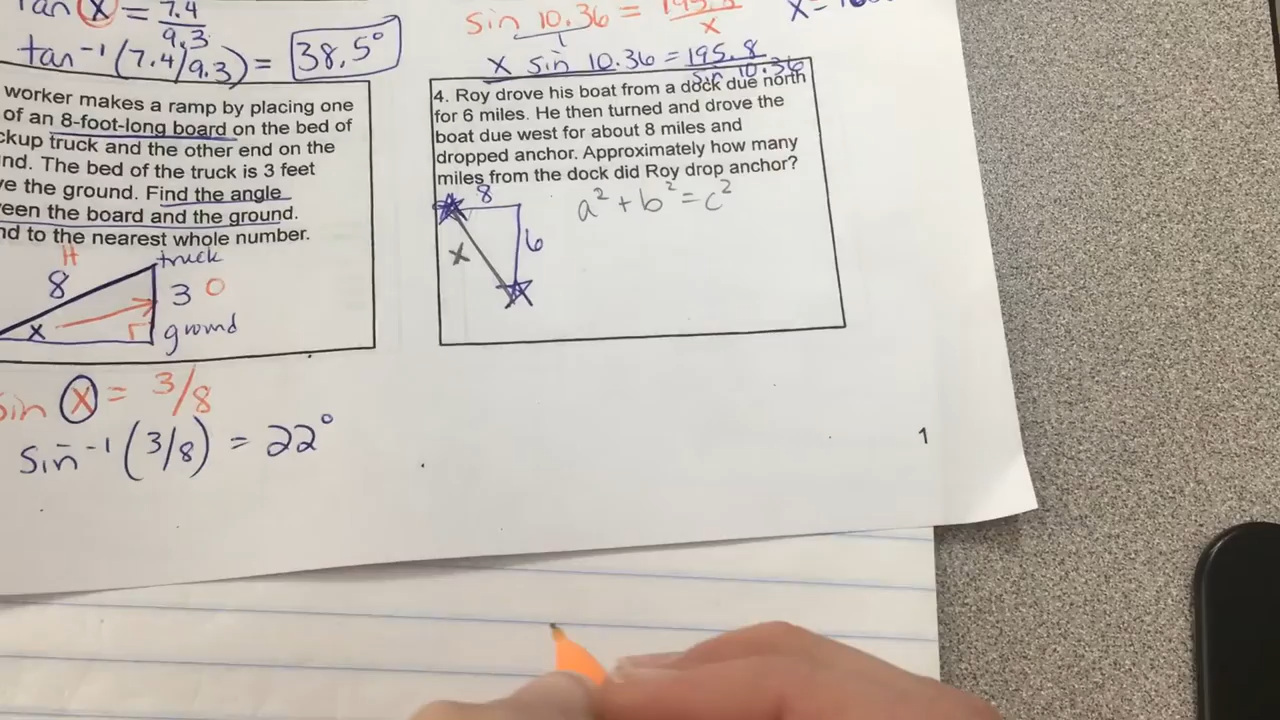 tan x = 7.4
9.3
tan⁻¹(7.4/9.3) = 38.5°
sin 10.36 =
x
x sin 10.36 = 195.8
sin 10.36
worker makes a ramp by placing one
of an 8-foot-long board on the bed of
ckup truck and the other end on the
nd. The bed of the truck is 3 feet
ve the ground. Find the angle
een the board and the ground.
nd to the nearest whole number.
H
truck
8
3 O
x
ground
sin x = 3/8
sin⁻¹(3/8) = 22°
4. Roy drove his boat from a dock due north
for 6 miles. He then turned and drove the
boat due west for about 8 miles and
dropped anchor. Approximately how many
miles from the dock did Roy drop anchor?
8
a² + b² = c²
6
x
1